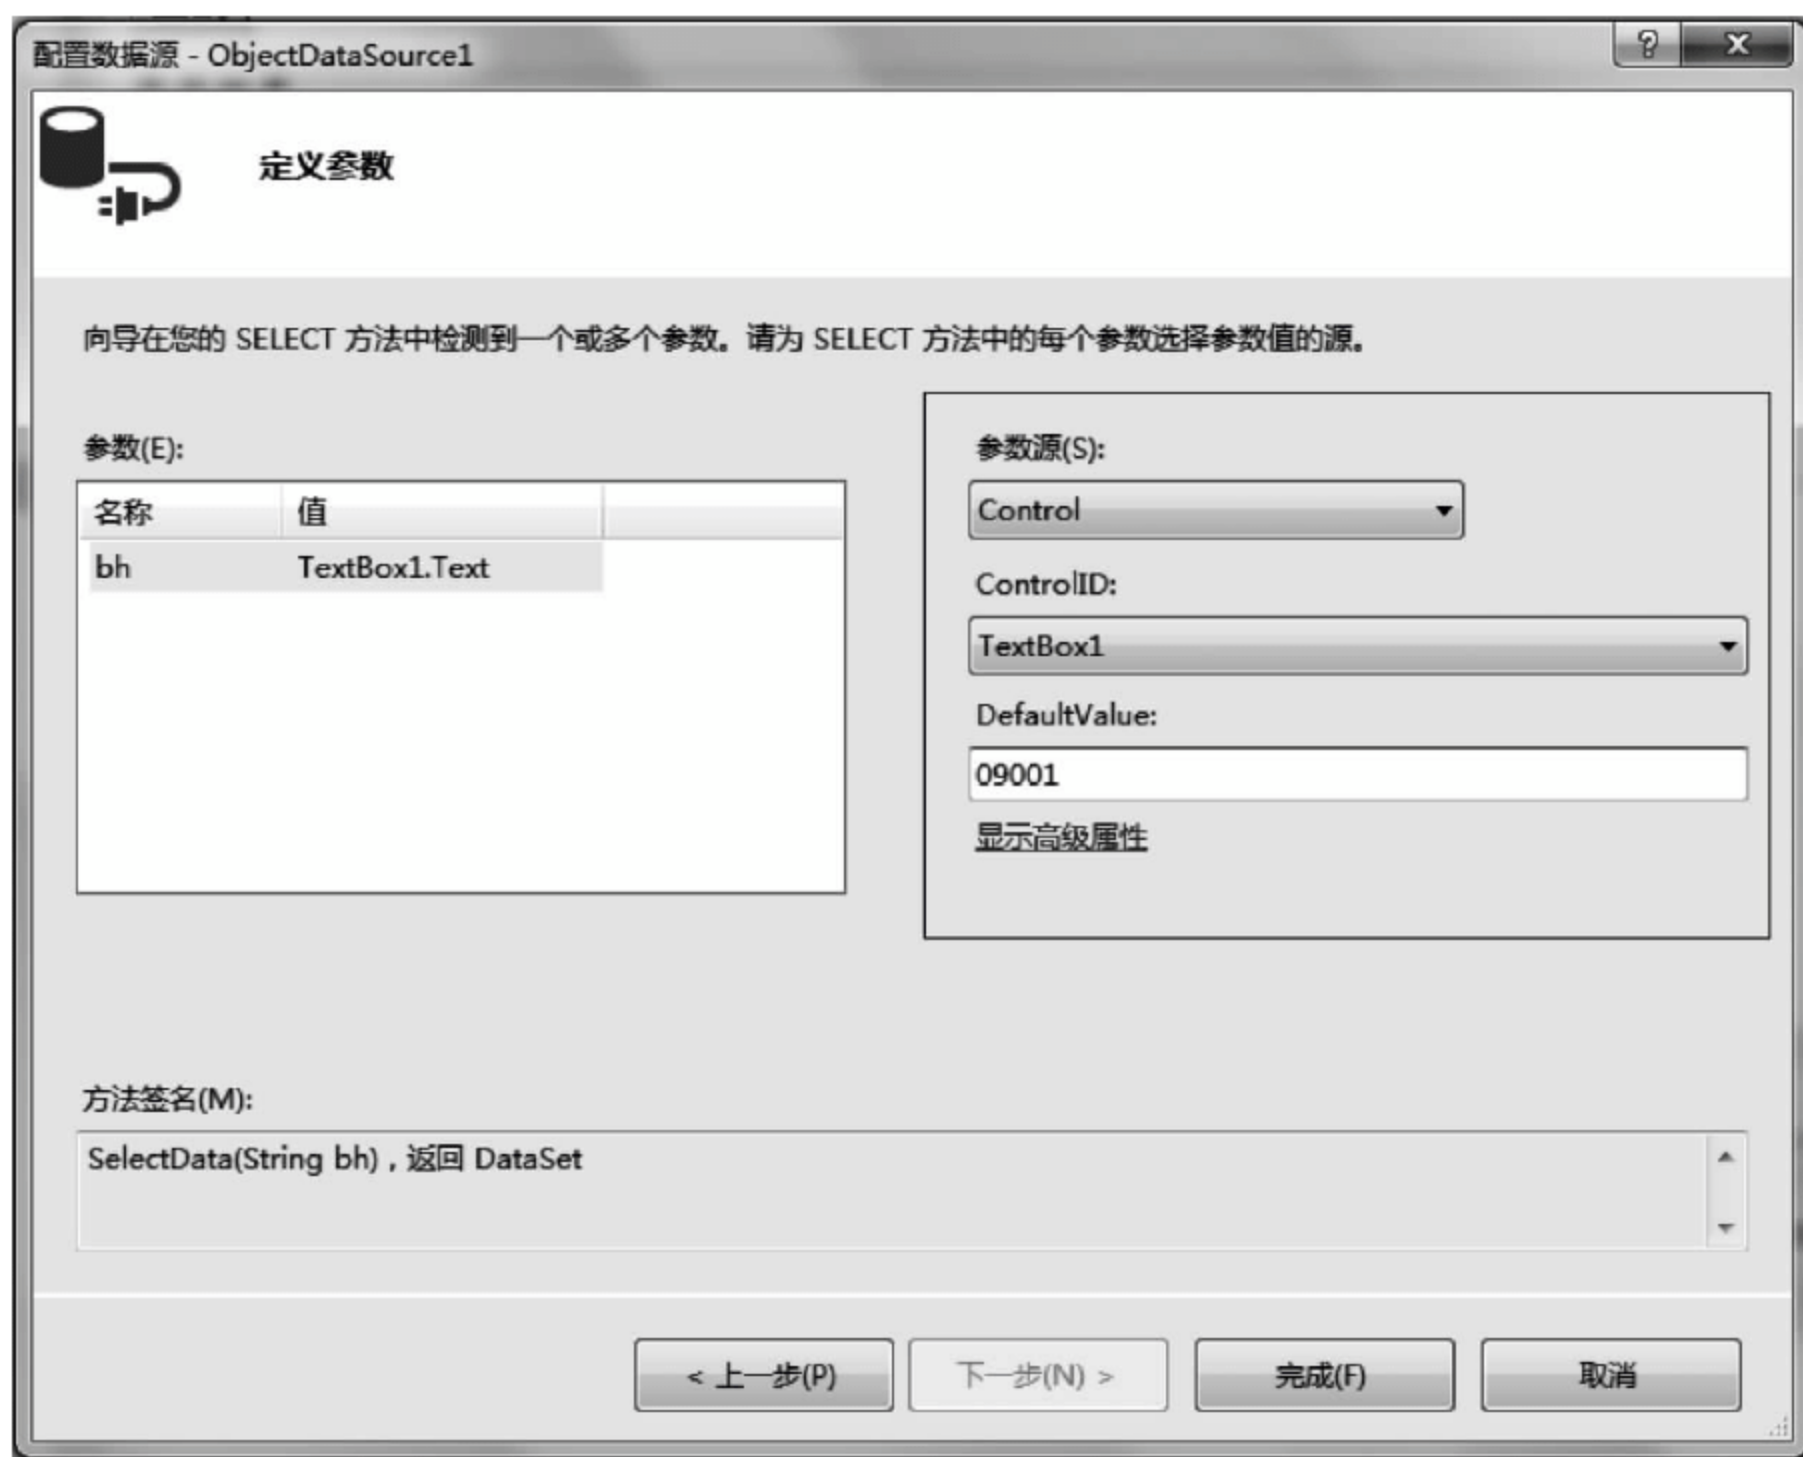 配置数据源 - ObjectDataSource1
定义参数
向导在您的 SELECT 方法中检测到一个或多个参数。请为 SELECT 方法中的每个参数选择参数值的源。
参数(E):
名称 值
bh TextBox1.Text
参数源(S):
Control
ControlID:
TextBox1
DefaultValue:
09001
显示高级属性
方法签名(M):
SelectData(String bh) , 返回 DataSet
< 上一步(P)
下一步(N) >
完成(F)
取消